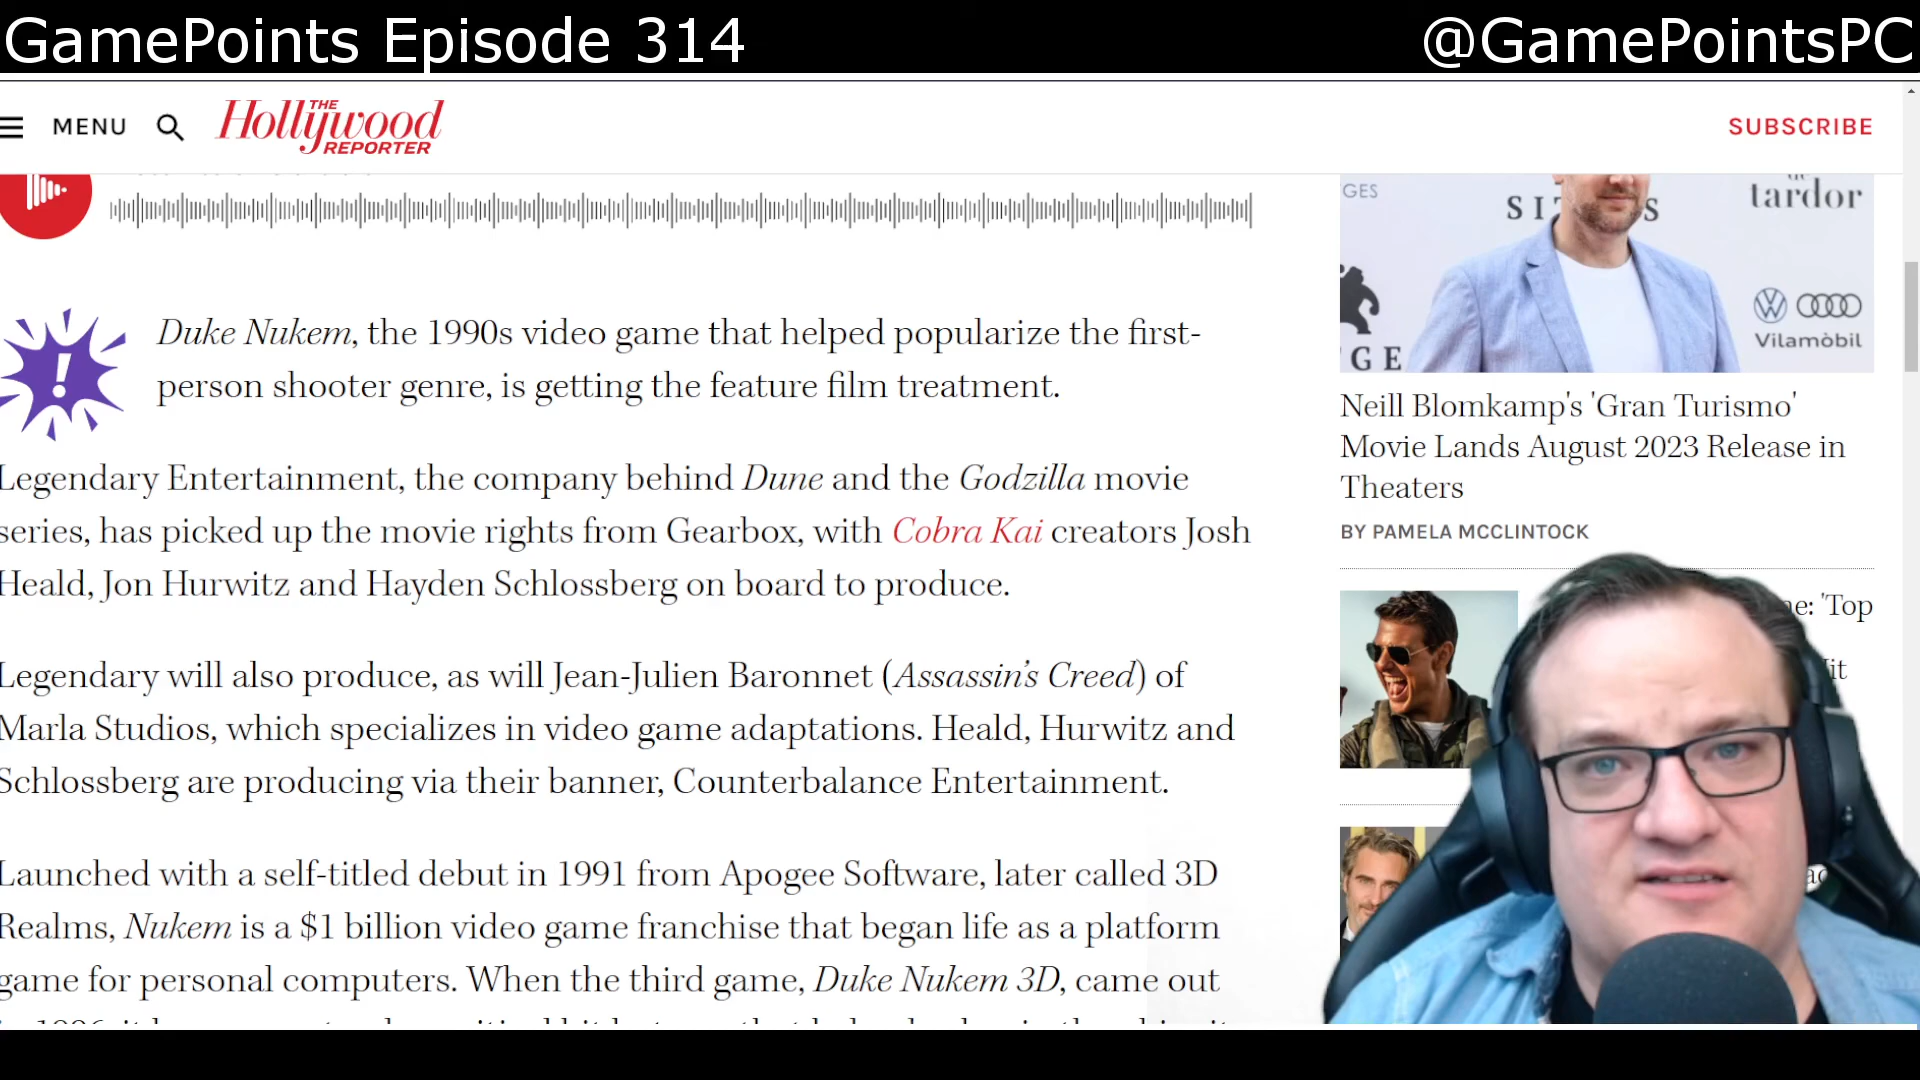 GamePoints Episode 314
@GamePointsPC
MENU
THE
Hollywood
REPORTER
SUBSCRIBE
Duke Nukem, the 1990s video game that helped popularize the first-
person shooter genre, is getting the feature film treatment.
Legendary Entertainment, the company behind Dune and the Godzilla movie
series, has picked up the movie rights from Gearbox, with Cobra Kai creators Josh
Heald, Jon Hurwitz and Hayden Schlossberg on board to produce.
Legendary will also produce, as will Jean-Julien Baronnet (Assassin's Creed) of
Marla Studios, which specializes in video game adaptations. Heald, Hurwitz and
Schlossberg are producing via their banner, Counterbalance Entertainment.
Launched with a self-titled debut in 1991 from Apogee Software, later called 3D
Realms, Nukem is a $1 billion video game franchise that began life as a platform
game for personal computers. When the third game, Duke Nukem 3D, came out
GES
tardor
GE
Vilamòbil
Neill Blomkamp's 'Gran Turismo'
Movie Lands August 2023 Release in
Theaters
BY PAMELA MCCLINTOCK
'Top